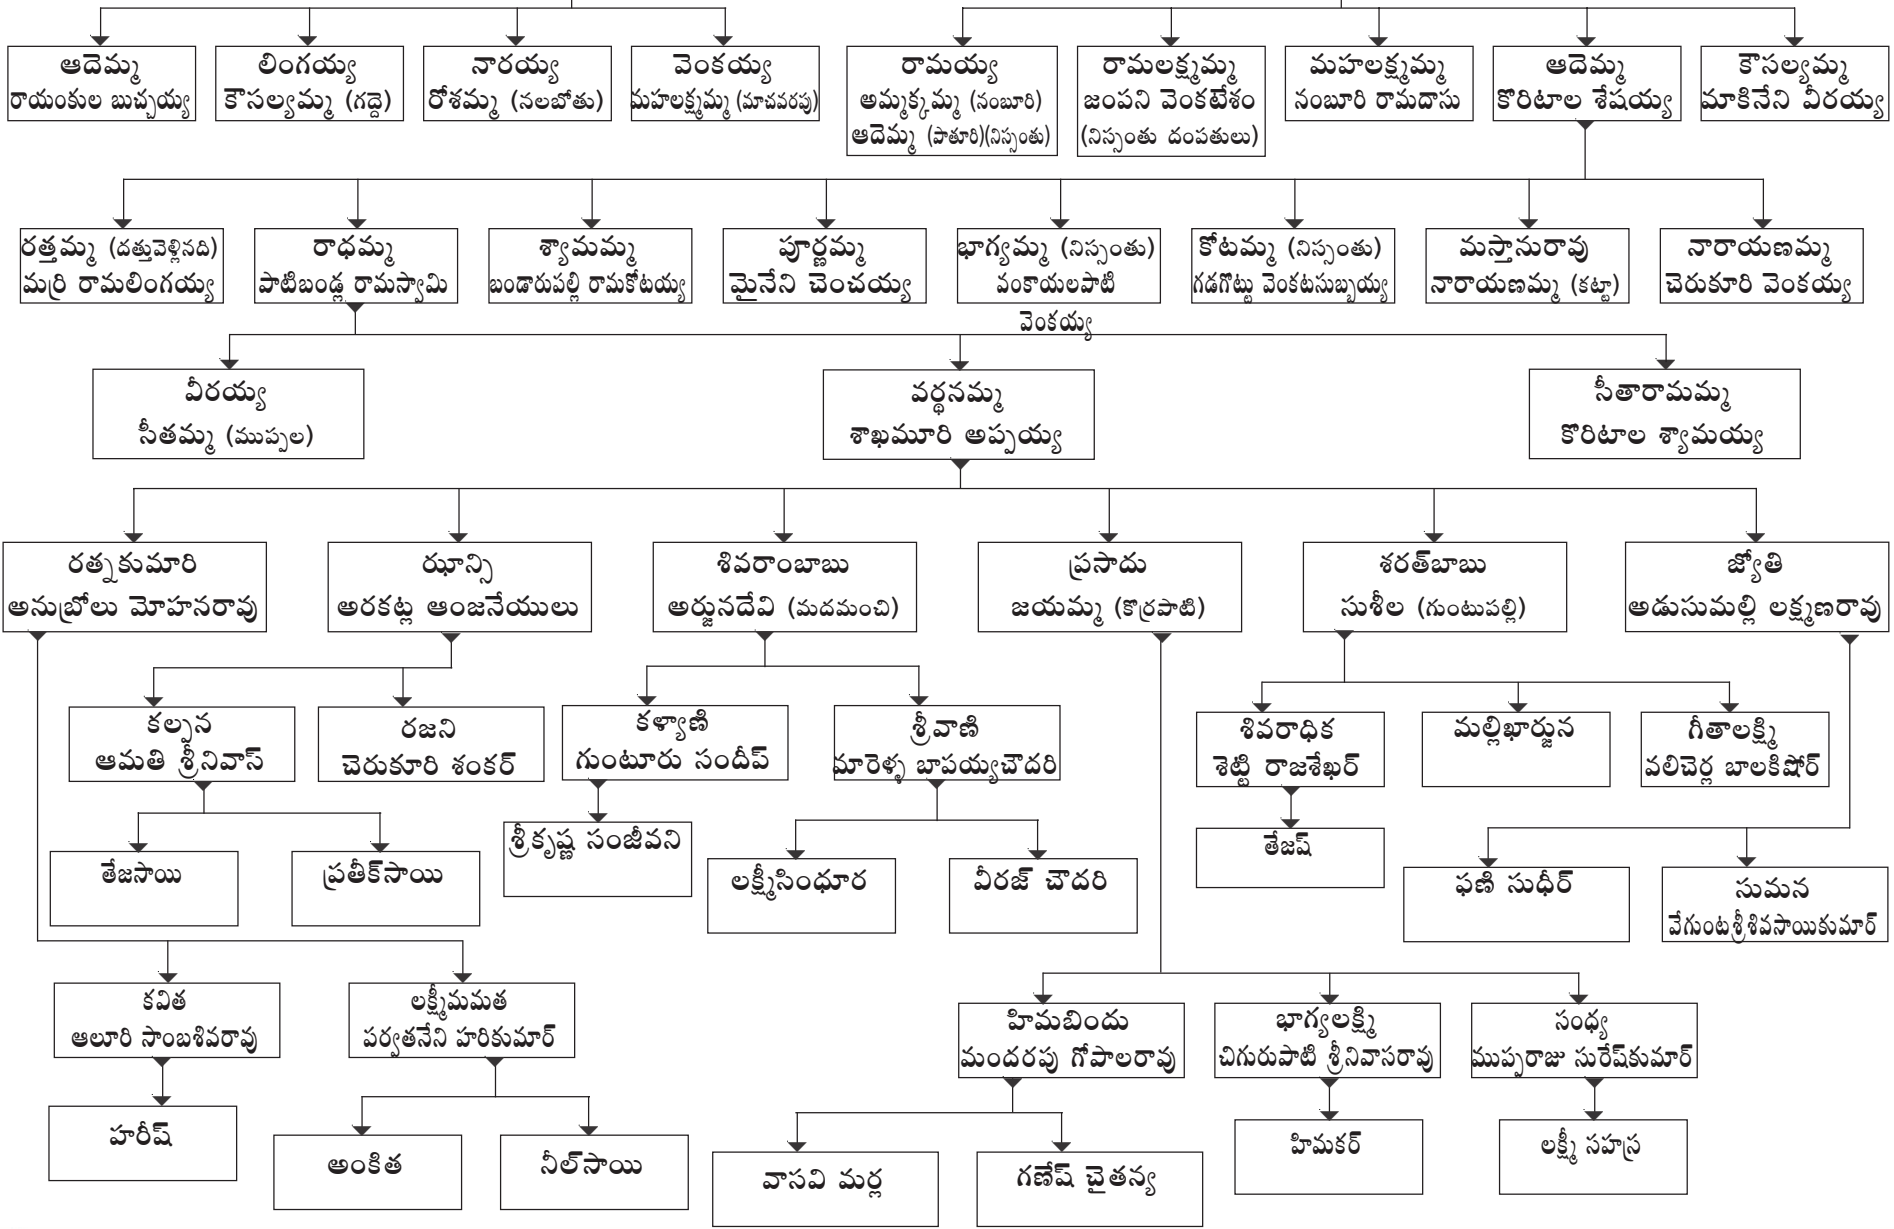 ఆదెమ్మ
రాయంకుల బుచ్చయ్య
లింగయ్య
కౌసల్యమ్మ (గద్దె)
నారయ్య
రోశమ్మ (నలబోతు)
వెంకయ్య
మహలక్ష్మమ్మ (మాచవరపు)
రామయ్య
అమ్మక్కమ్మ (నంబూరి)
ఆదెమ్మ (పాతూరి)(నిస్సంతు)
రామలక్ష్మమ్మ
జంపని వెంకటేశం
(నిస్సంతు దంపతులు)
మహలక్ష్మమ్మ
నంబూరి రామదాసు
ఆదెమ్మ
కొరిటాల శేషయ్య
కౌసల్యమ్మ
మాకినేని వీరయ్య
రత్తమ్మ (దత్తువెళ్లినది)
మర్రి రామలింగయ్య
రాధమ్మ
పాటిబండ్ల రామస్వామి
శ్యామమ్మ
బండారుపల్లి రామకోటయ్య
పూర్ణమ్మ
మైనేని చెంచయ్య
భాగ్యమ్మ (నిస్సంతు)
వంకాయలపాటి
వెంకయ్య
కోటమ్మ (నిస్సంతు)
గడగొట్టు వెంకటసుబ్బయ్య
మస్తానురావు
నారాయణమ్మ (కట్టా)
నారాయణమ్మ
చెరుకూరి వెంకయ్య
వీరయ్య
సీతమ్మ (ముప్పల)
వర్థనమ్మ
శాఖమూరి అప్పయ్య
సీతారామమ్మ
కొరిటాల శ్యామయ్య
రత్నకుమారి
అనుబ్రోలు మోహనరావు
ఝాన్సి
అరకట్ల ఆంజనేయులు
శివరాంబాబు
అర్జునదేవి (మదమంచి)
ప్రసాదు
జయమ్మ (కొర్రపాటి)
శరత్‌బాబు
సుశీల (గుంటుపల్లి)
జ్యోతి
అడుసుమల్లి లక్ష్మణరావు
కల్పన
ఆమతి శ్రీనివాస్
రజని
చెరుకూరి శంకర్
కళ్యాణి
గుంటూరు సందీప్
శ్రీవాణి
మారెళ్ళ బాపయ్యచౌదరి
శివరాధిక
శెట్టి రాజశేఖర్
మల్లిఖార్జున
గీతాలక్ష్మి
వలిచెర్ల బాలకిషోర్
తేజసాయి
ప్రతీక్‌సాయి
శ్రీకృష్ణ సంజీవని
లక్ష్మీసింధూర
వీరజ్ చౌదరి
తేజష్
ఫణి సుధీర్
సుమన
వేగుంటశ్రీశివసాయికుమార్
కవిత
ఆలూరి సాంబశివరావు
లక్ష్మీమమత
పర్వతనేని హరికుమార్
హిమబిందు
మందరపు గోపాలరావు
భాగ్యలక్ష్మి
చిగురుపాటి శ్రీనివాసరావు
సంధ్య
ముప్పరాజు సురేష్‌కుమార్
హరీష్
అంకిత
నీల్‌సాయి
వాసవి మర్ల
గణేష్ చైతన్య
హిమకర్
లక్ష్మీ సహస్ర